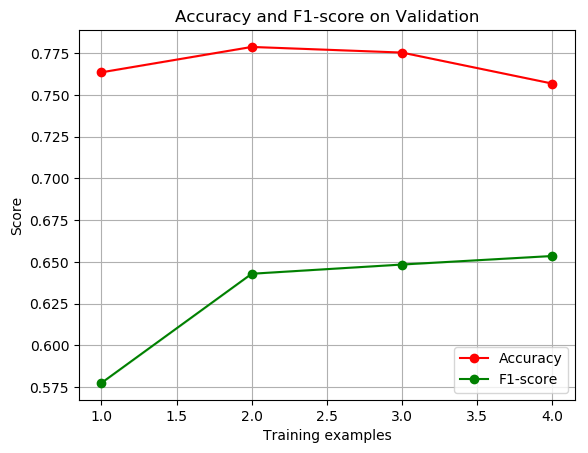 Accuracy and F1-score on Validation
0.775
0.750
0.725
0.700
0.675
0.650
0.625
0.600
0.575
Score
1.0 1.5 2.0 2.5 3.0 3.5 4.0
Training examples
Accuracy
F1-score